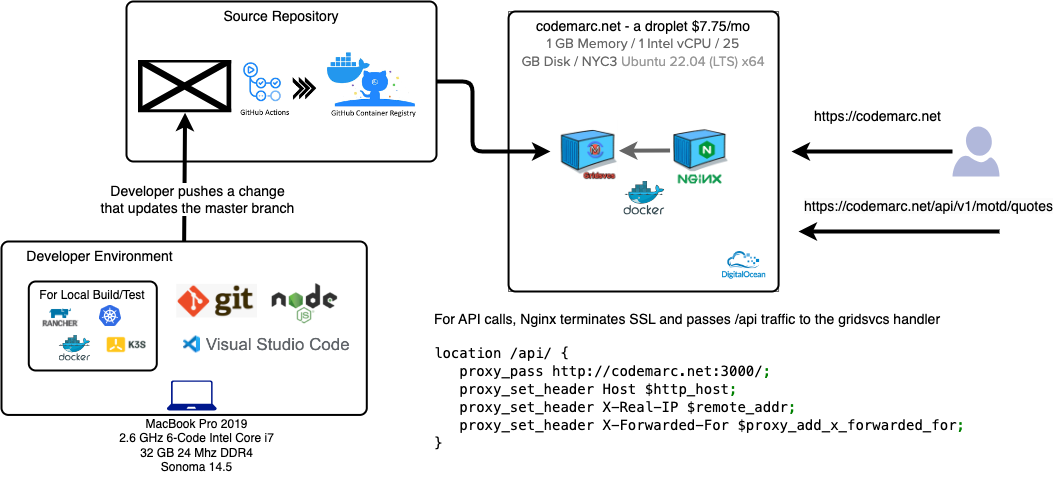 Source Repository
GitHub Actions
GitHub Container Registry
codemarc.net - a droplet $7.75/mo
1 GB Memory / 1 Intel vCPU / 25
GB Disk / NYC3 Ubuntu 22.04 (LTS) x64
Gridsvcs
NGINX
docker
DigitalOcean
https://codemarc.net
https://codemarc.net/api/v1/motd/quotes
Developer pushes a change
that updates the master branch
Developer Environment
For Local Build/Test
RANCHER
docker
K3S
git
node
JS
Visual Studio Code
MacBook Pro 2019
2.6 GHz 6-Code Intel Core i7
32 GB 24 Mhz DDR4
Sonoma 14.5
For API calls, Nginx terminates SSL and passes /api traffic to the gridsvcs handler
location /api/ {
proxy_pass http://codemarc.net:3000/;
proxy_set_header Host $http_host;
proxy_set_header X-Real-IP $remote_addr;
proxy_set_header X-Forwarded-For $proxy_add_x_forwarded_for;
}